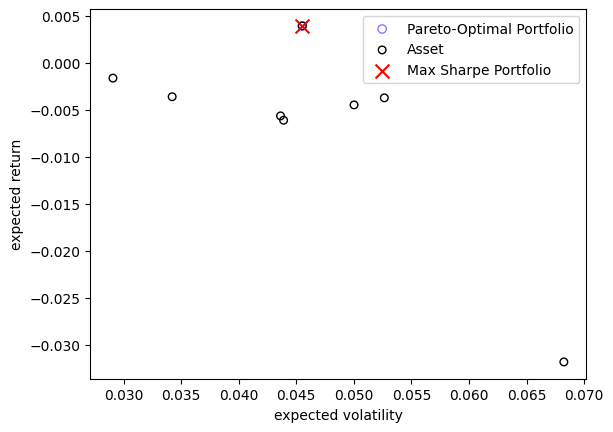 0.005
0.000
−0.005
−0.010
−0.015
−0.020
−0.025
−0.030
expected return
Pareto-Optimal Portfolio
Asset
Max Sharpe Portfolio
0.030 0.035 0.040 0.045 0.050 0.055 0.060 0.065 0.070
expected volatility